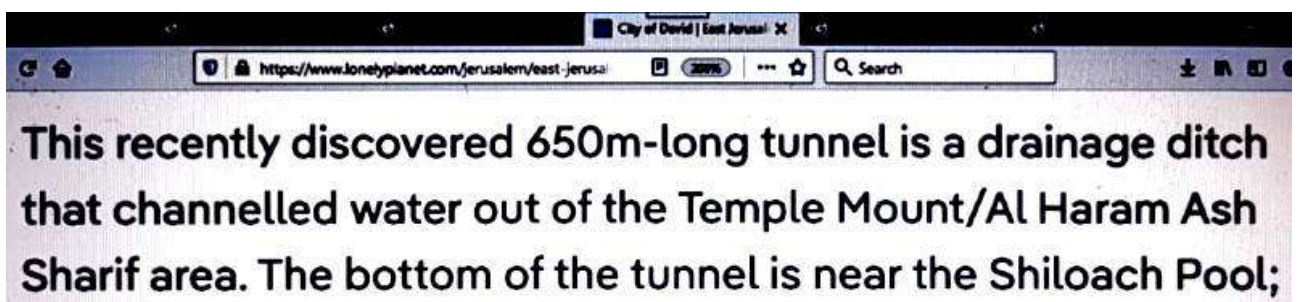 City of David | East Jerusal
https://www.lonelyplanet.com/jerusalem/east-jerusa
200%
Search
This recently discovered 650m-long tunnel is a drainage ditch
that channelled water out of the Temple Mount/Al Haram Ash
Sharif area. The bottom of the tunnel is near the Shiloach Pool;